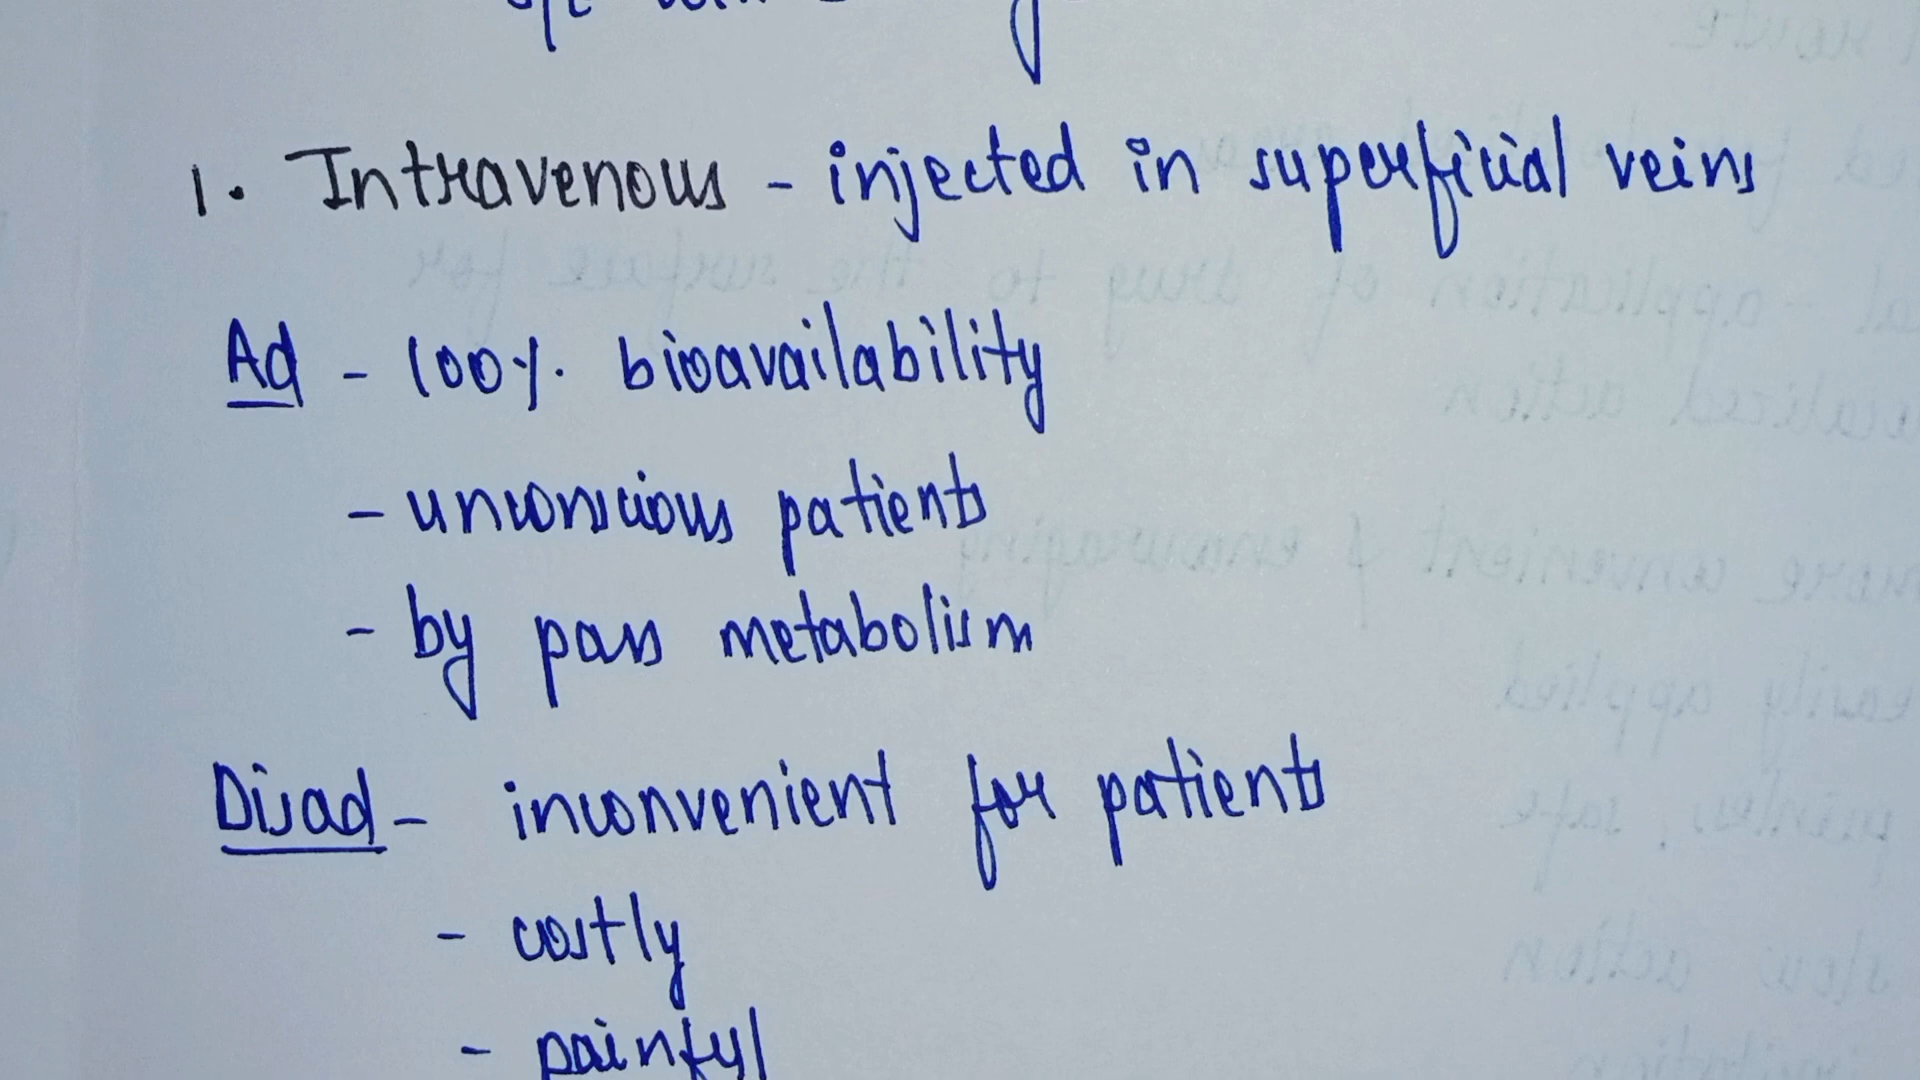 1. Intravenous - injected in superficial veins
Ad - 100%. bioavailability
- unconscious patients
- by pass metabolism
Disad - inconvenient for patients
- costly
- painful